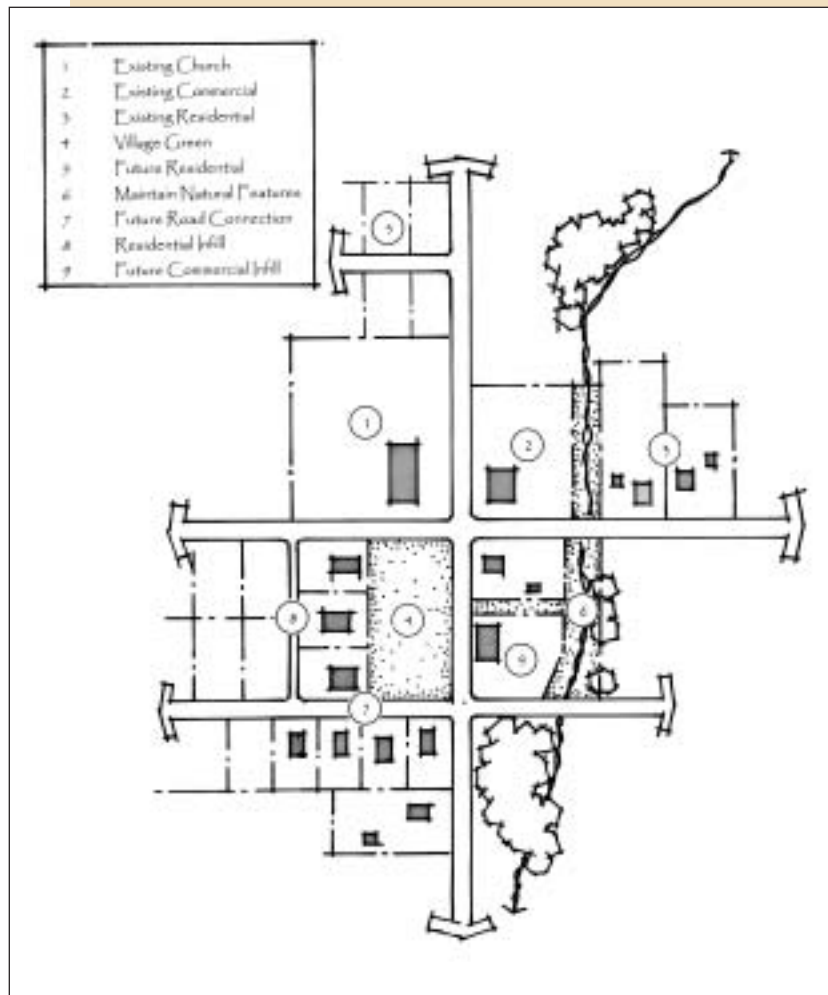 1 Existing Church
2 Existing Commercial
3 Existing Residential
4 Village Green
5 Future Residential
6 Maintain Natural Features
7 Future Road Connection
8 Residential Infill
9 Future Commercial Infill
5
1
2
3
8
4
6
9
7